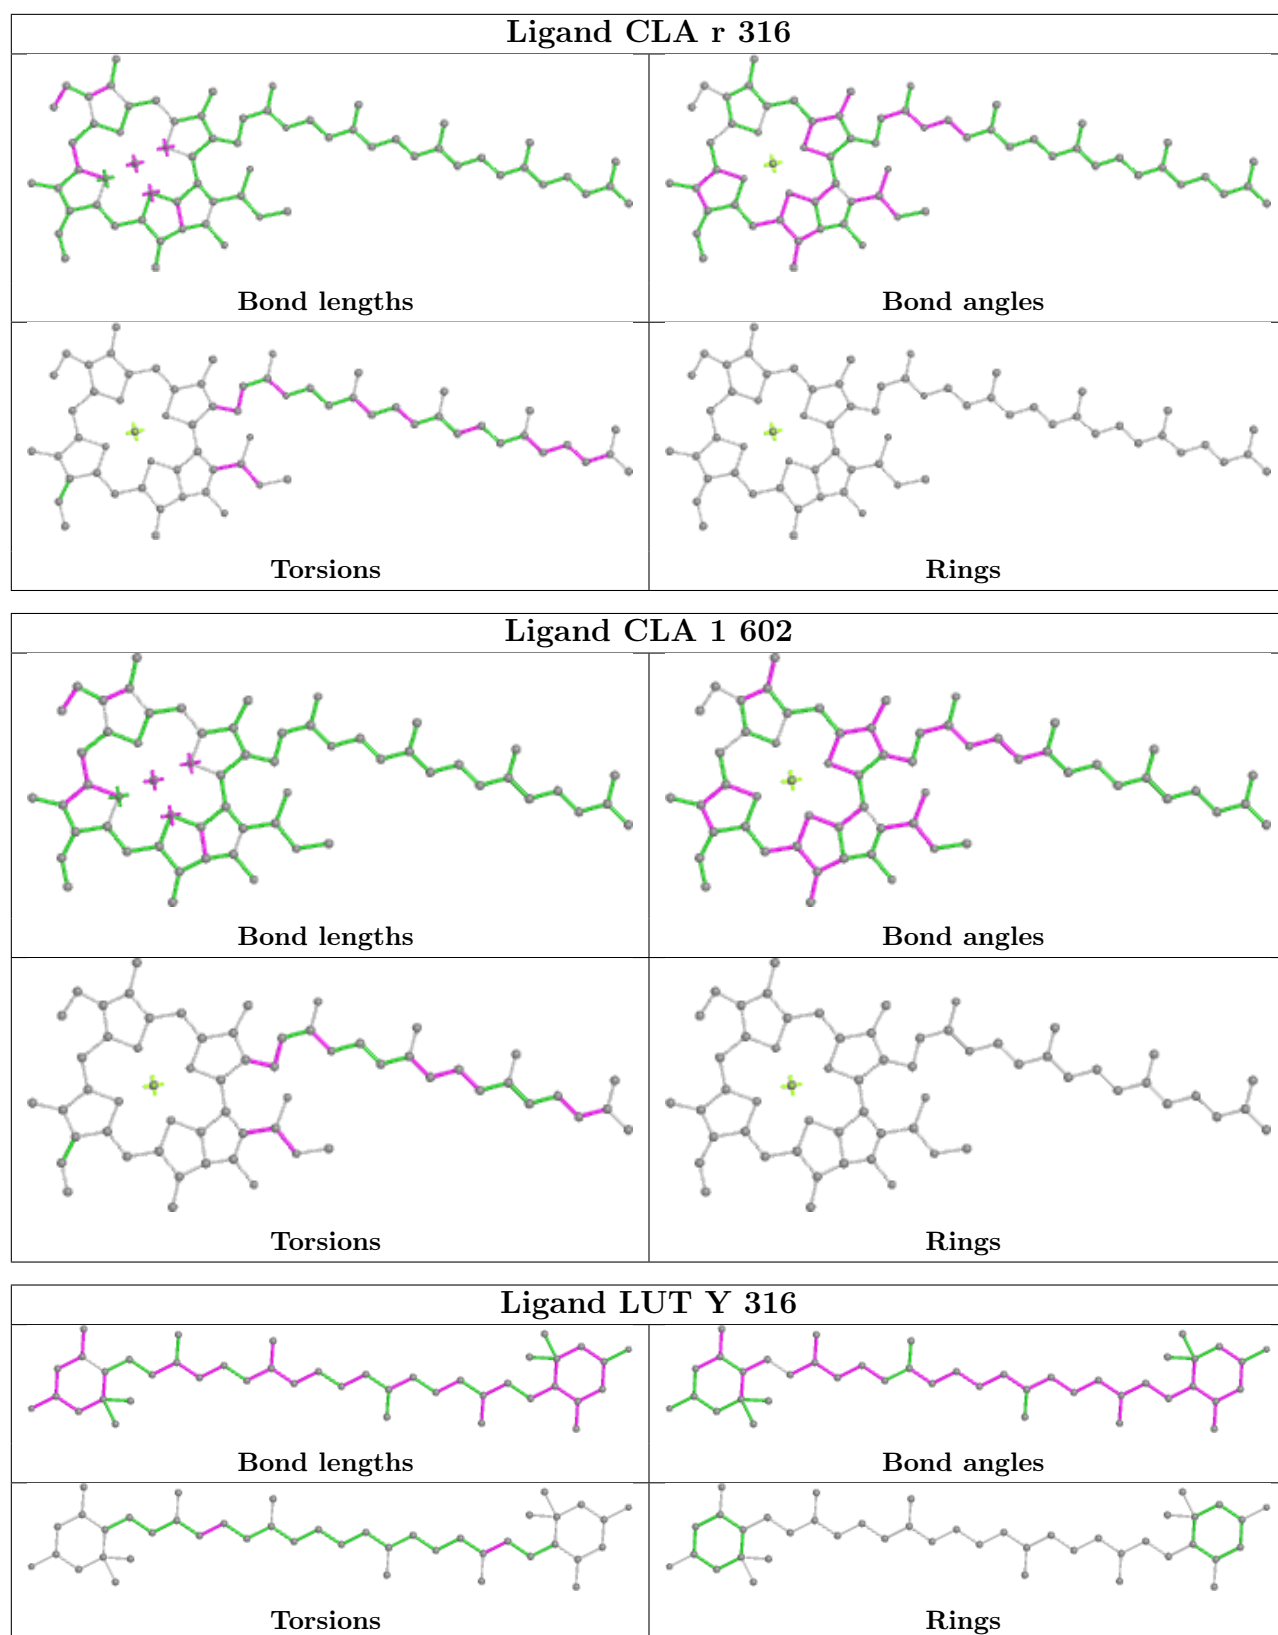 Ligand CLA r 316
Bond lengths
Bond angles
Torsions
Rings
Ligand CLA 1 602
Bond lengths
Bond angles
Torsions
Rings
Ligand LUT Y 316
Bond lengths
Bond angles
Torsions
Rings